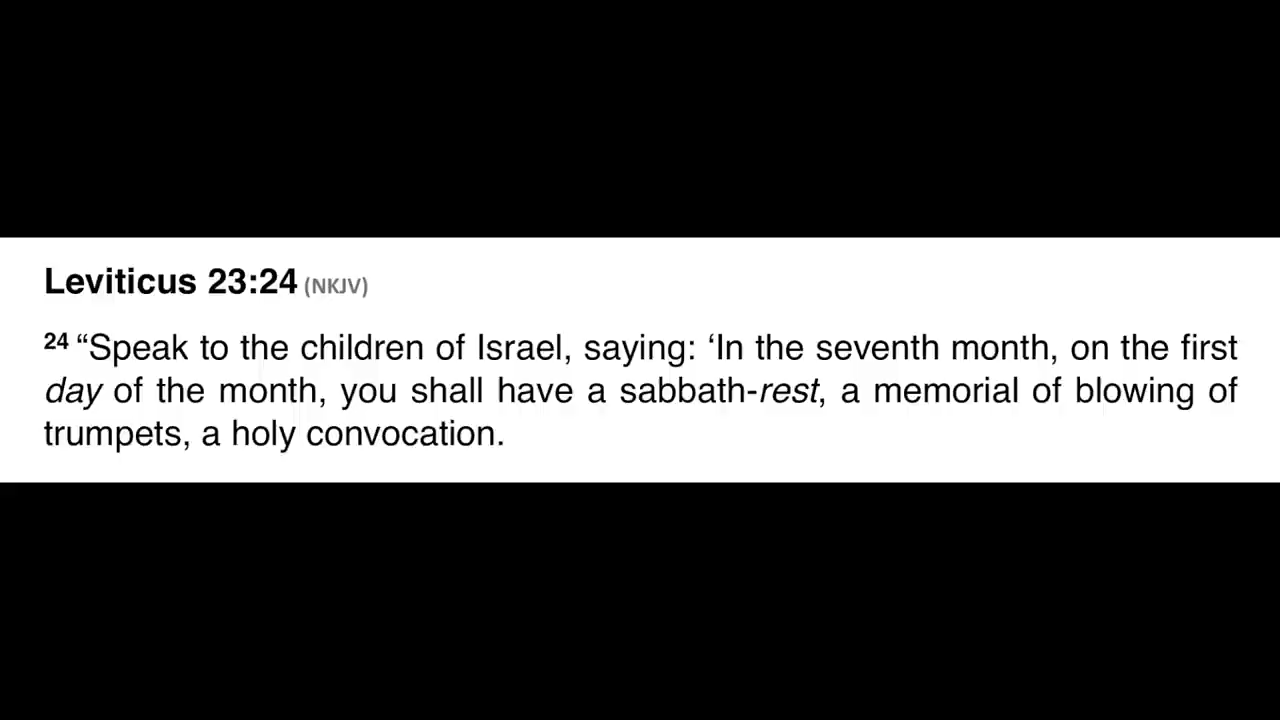 Leviticus 23:24 (NKJV)
24 “Speak to the children of Israel, saying: ‘In the seventh month, on the first
day of the month, you shall have a sabbath-rest, a memorial of blowing of
trumpets, a holy convocation.